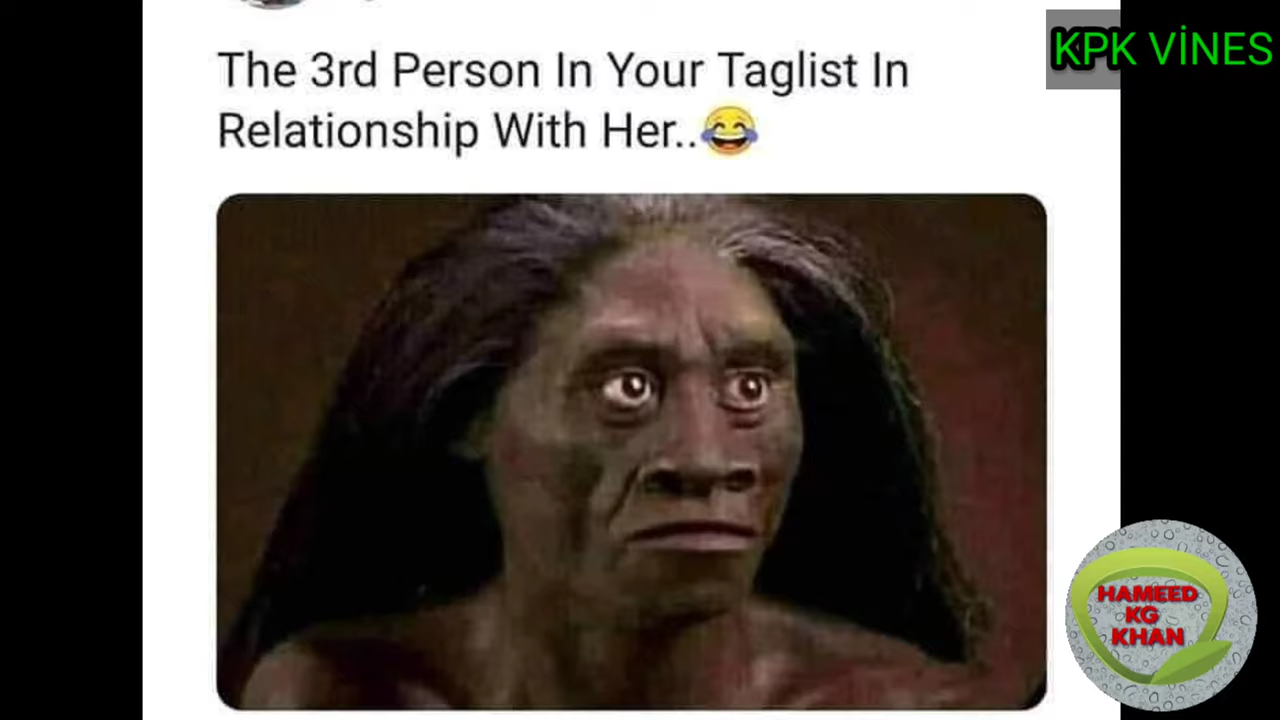 KPK VİNES
The 3rd Person In Your Taglist In
Relationship With Her..😂
HAMEED
KG
KHAN